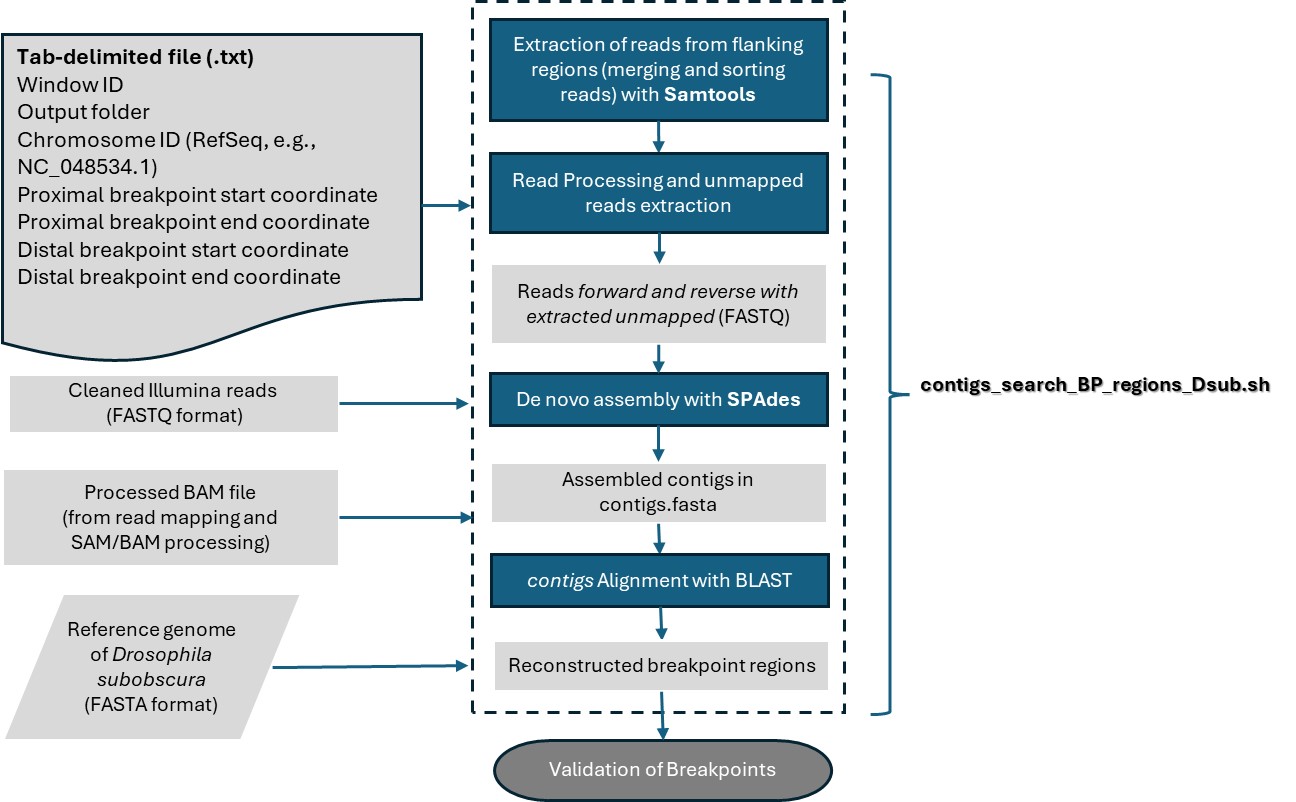 Tab-delimited file (.txt)
Window ID
Output folder
Chromosome ID (RefSeq, e.g.,
NC_048534.1)
Proximal breakpoint start coordinate
Proximal breakpoint end coordinate
Distal breakpoint start coordinate
Distal breakpoint end coordinate
Cleaned Illumina reads
(FASTQ format)
Processed BAM file
(from read mapping and
SAM/BAM processing)
Reference genome
of Drosophila
subobscura
(FASTA format)
Extraction of reads from flanking
regions (merging and sorting
reads) with Samtools
Read Processing and unmapped
reads extraction
Reads forward and reverse with
extracted unmapped (FASTQ)
De novo assembly with SPAdes
Assembled contigs in
contigs.fasta
contigs Alignment with BLAST
Reconstructed breakpoint regions
Validation of Breakpoints
contigs_search_BP_regions_Dsub.sh